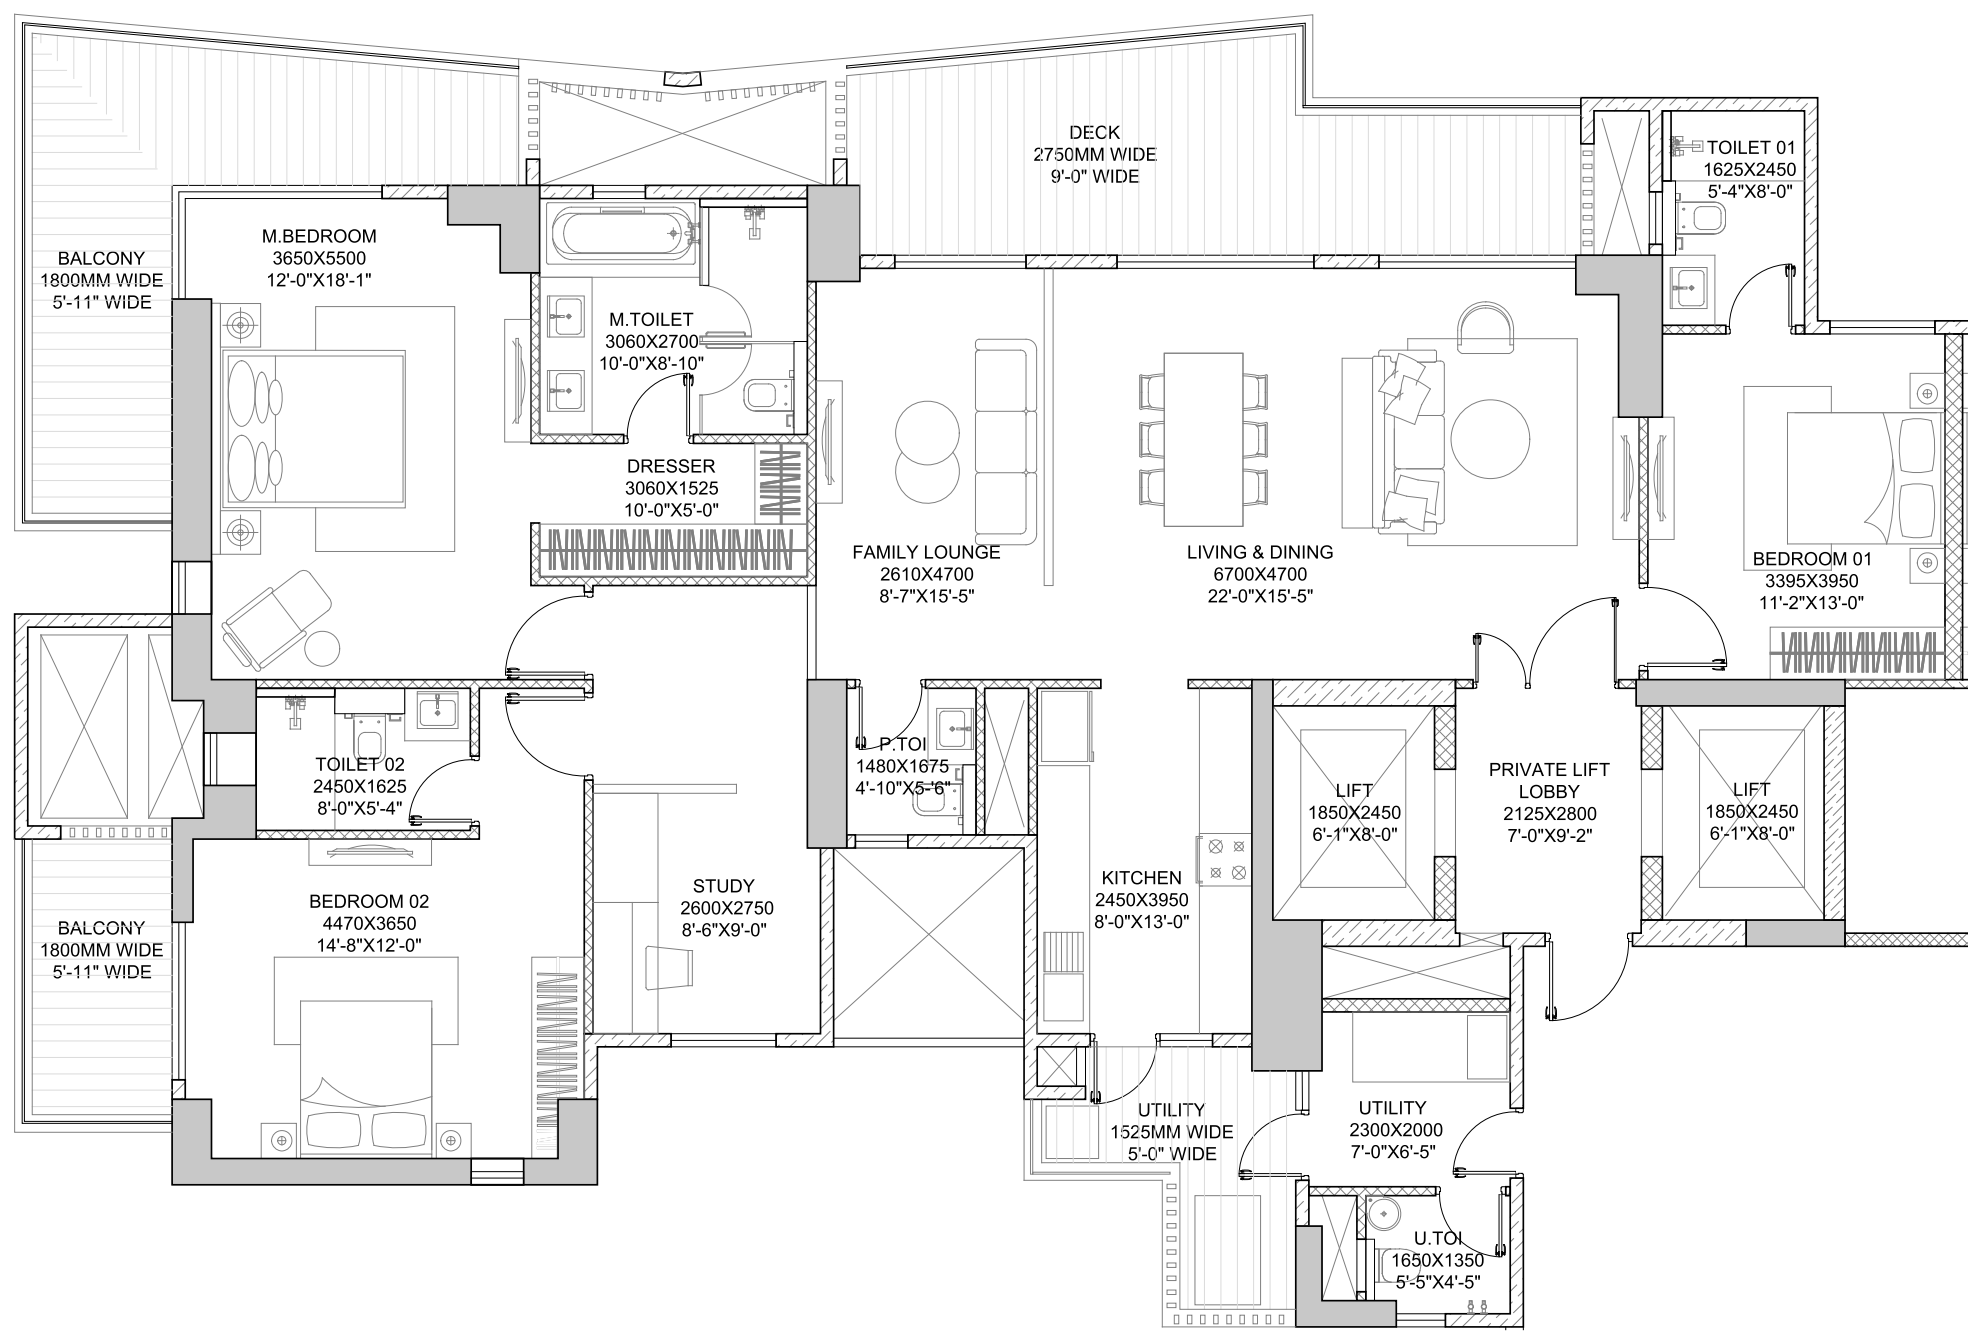 DECK
2750MM WIDE
9'-0" WIDE
TOILET 01
1625X2450
5'-4"X8'-0"
BALCONY
1800MM WIDE
5'-11" WIDE
M.BEDROOM
3650X5500
12'-0"X18'-1"
M.TOILET
3060X2700
10'-0"X8'-10"
DRESSER
3060X1525
10'-0"X5'-0"
FAMILY LOUNGE
2610X4700
8'-7"X15'-5"
LIVING & DINING
6700X4700
22'-0"X15'-5"
BEDROOM 01
3395X3950
11'-2"X13'-0"
TOILET 02
2450X1625
8'-0"X5'-4"
P.TOI
1480X1675
4'-10"X5'-6"
LIFT
1850X2450
6'-1"X8'-0"
PRIVATE LIFT
LOBBY
2125X2800
7'-0"X9'-2"
LIFT
1850X2450
6'-1"X8'-0"
BALCONY
1800MM WIDE
5'-11" WIDE
BEDROOM 02
4470X3650
14'-8"X12'-0"
STUDY
2600X2750
8'-6"X9'-0"
KITCHEN
2450X3950
8'-0"X13'-0"
UTILITY
1525MM WIDE
5'-0" WIDE
UTILITY
2300X2000
7'-0"X6'-5"
U.TOI
1650X1350
5'-5"X4'-5"